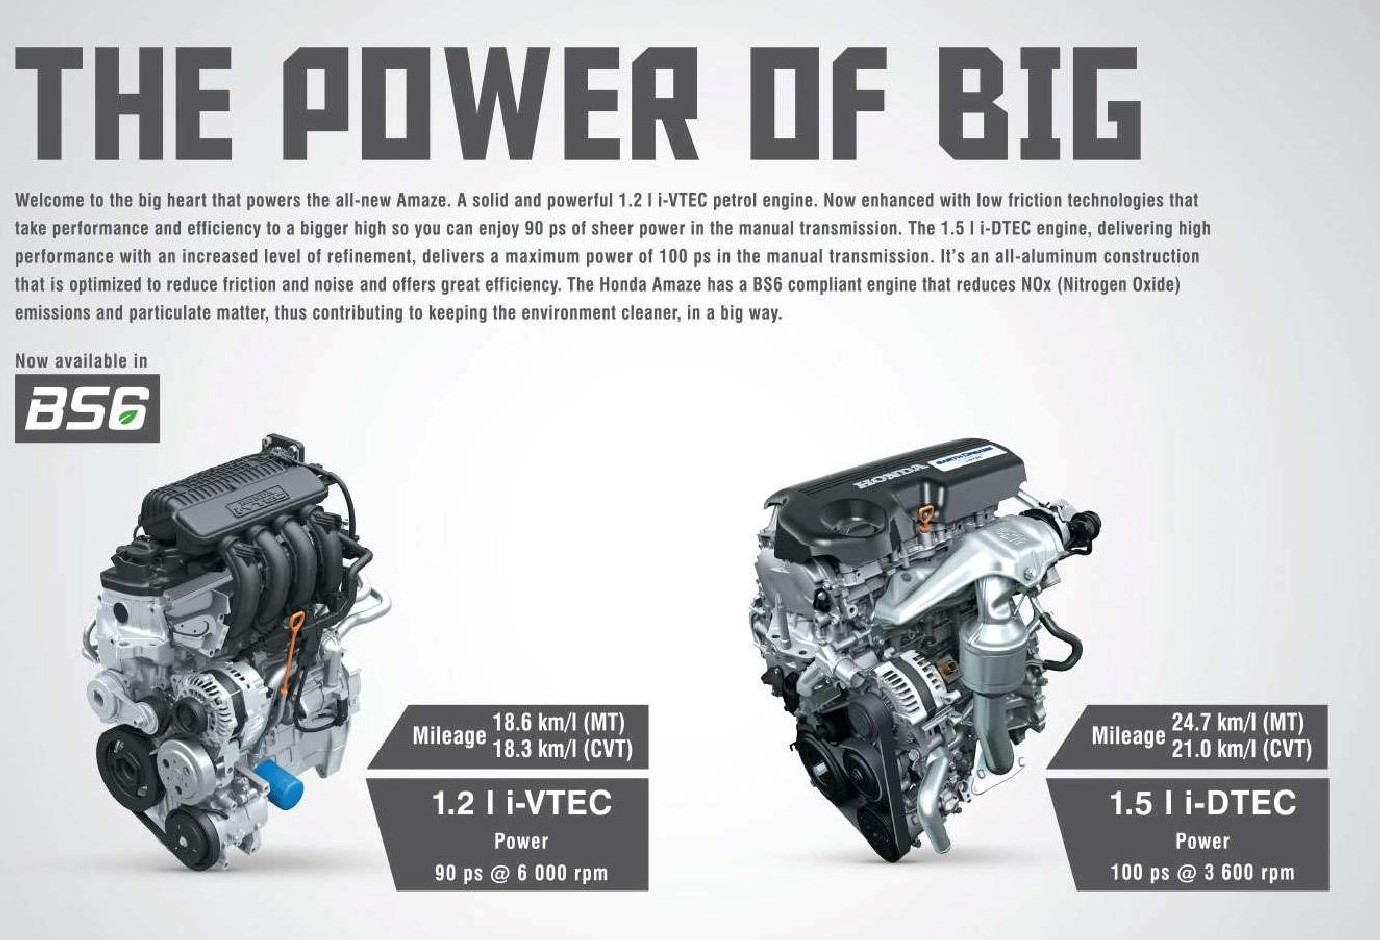 THE POWER OF BIG
Welcome to the big heart that powers the all-new Amaze. A solid and powerful 1.2 l i-VTEC petrol engine. Now enhanced with low friction technologies that
take performance and efficiency to a bigger high so you can enjoy 90 ps of sheer power in the manual transmission. The 1.5 l i-DTEC engine, delivering high
performance with an increased level of refinement, delivers a maximum power of 100 ps in the manual transmission. It's an all-aluminum construction
that is optimized to reduce friction and noise and offers great efficiency. The Honda Amaze has a BS6 compliant engine that reduces NOx (Nitrogen Oxide)
emissions and particulate matter, thus contributing to keeping the environment cleaner, in a big way.
Now available in
BS6
HONDA
Mileage 18.6 km/l (MT)
18.3 km/l (CVT)
1.2 l i-VTEC
Power
90 ps @ 6 000 rpm
Mileage 24.7 km/l (MT)
21.0 km/l (CVT)
1.5 l i-DTEC
Power
100 ps @ 3 600 rpm